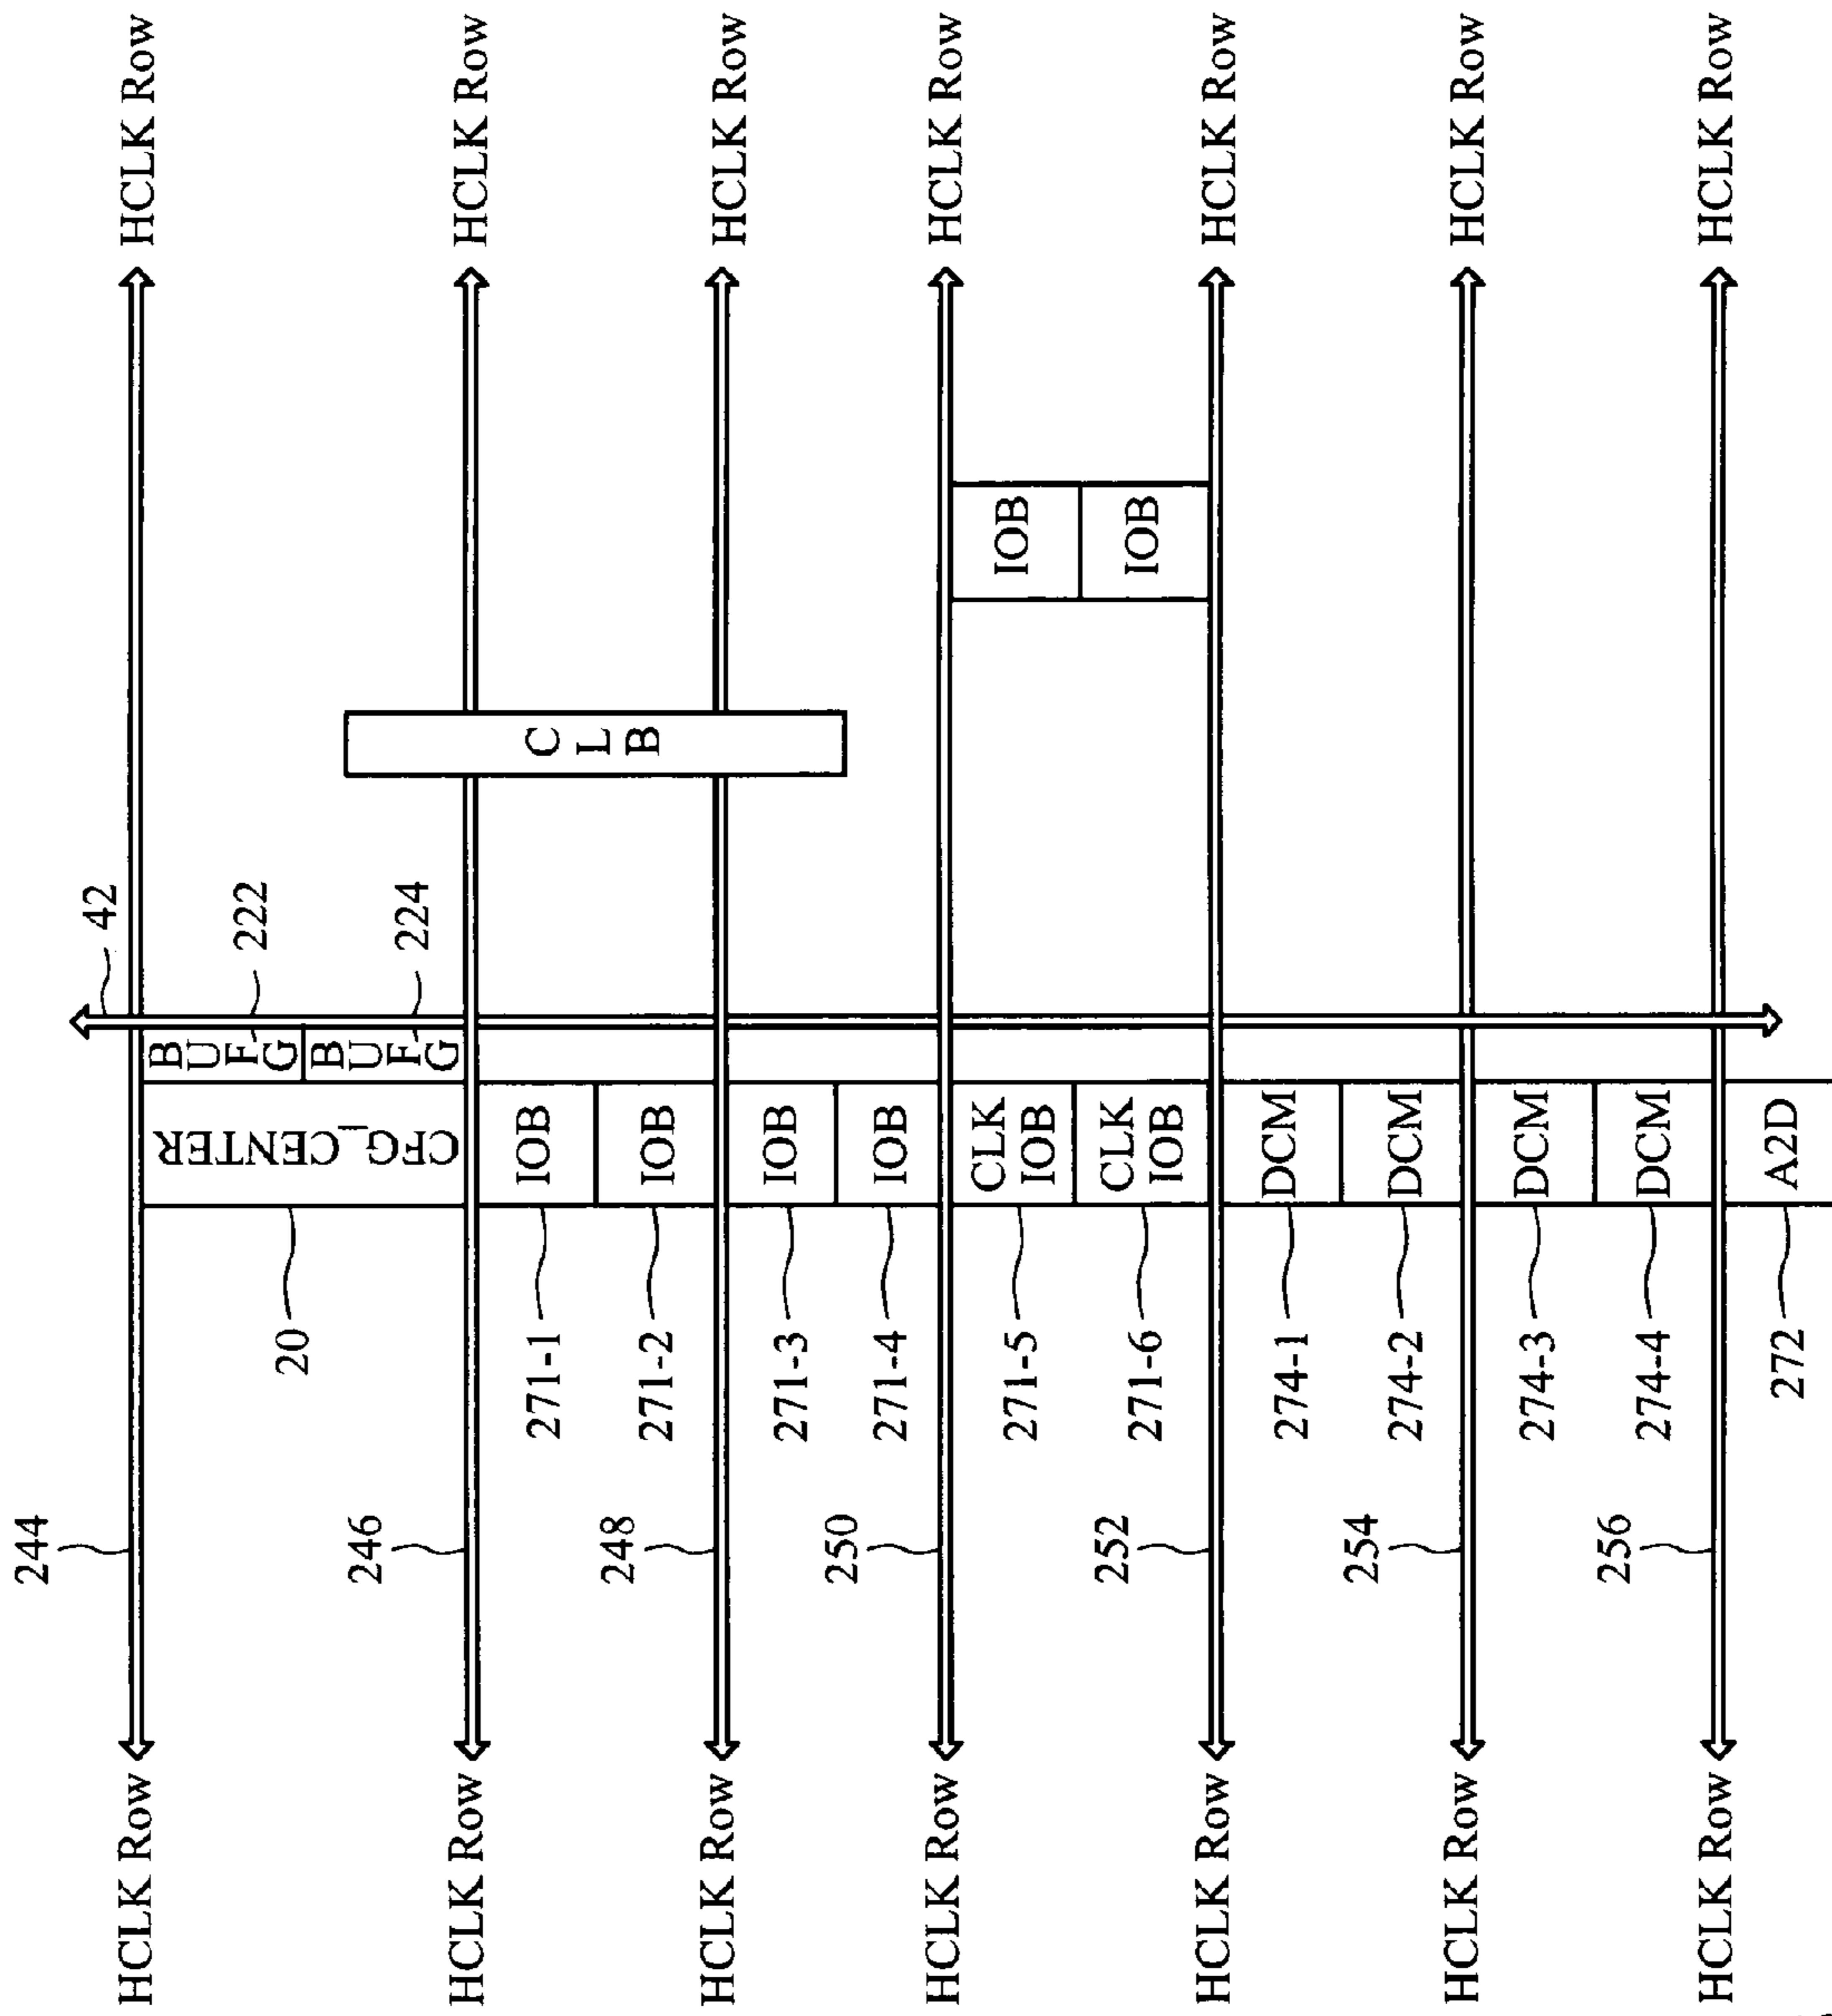 244
HCLK Row
HCLK Row
42
BUFG
222
BUFG
224
CFG_CENTER
20
246
HCLK Row
HCLK Row
CLB
IOB
271-1
IOB
271-2
248
HCLK Row
HCLK Row
IOB
271-3
IOB
271-4
250
HCLK Row
HCLK Row
CLK
IOB
271-5
IOB
CLK
IOB
271-6
IOB
252
HCLK Row
HCLK Row
DCM
274-1
DCM
274-2
254
HCLK Row
HCLK Row
DCM
274-3
DCM
274-4
256
HCLK Row
HCLK Row
A2D
272